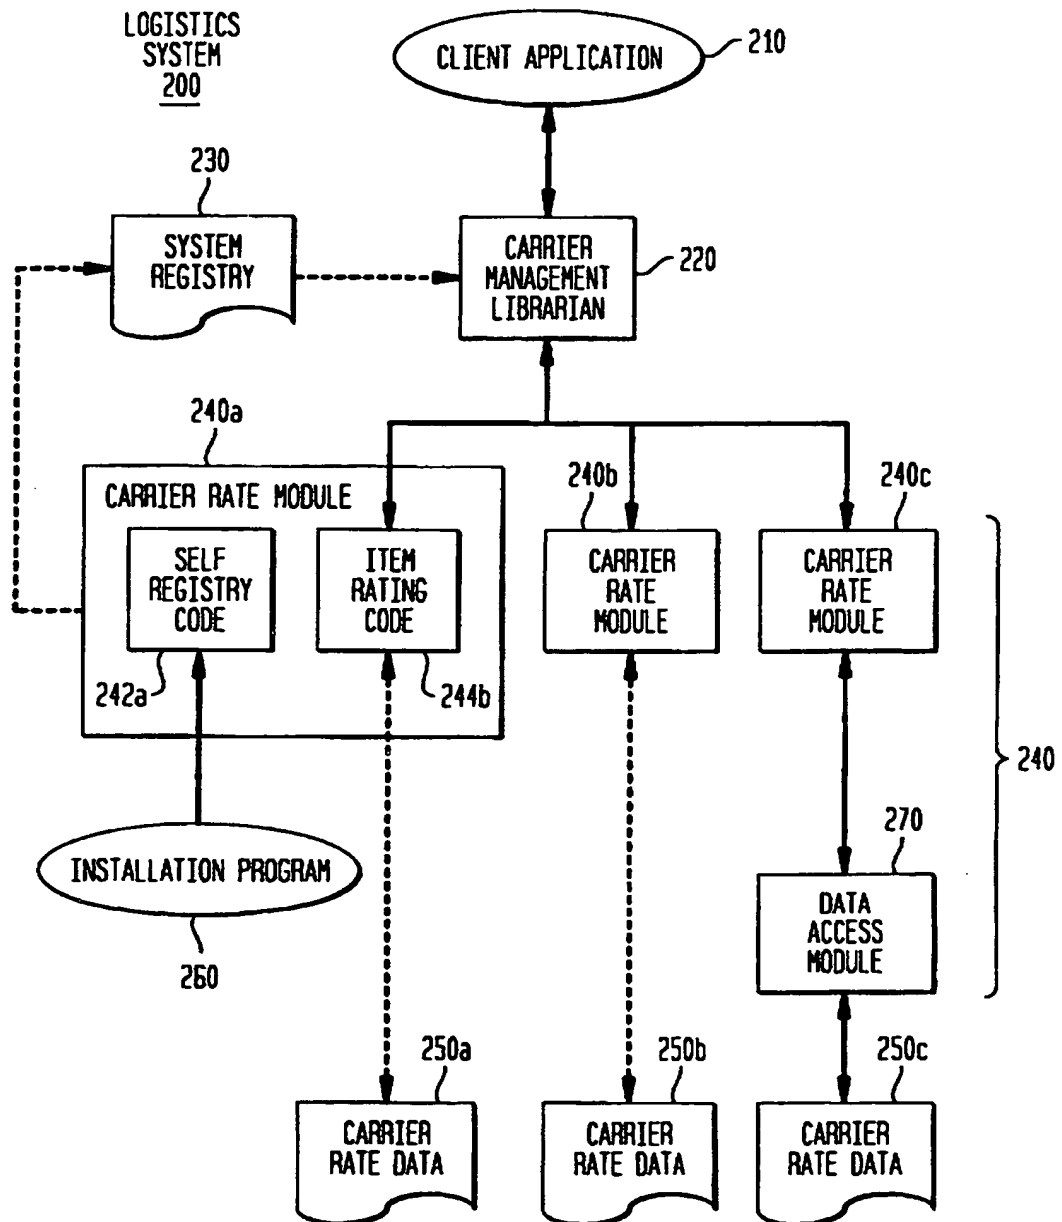 LOGISTICS
SYSTEM
200
CLIENT APPLICATION
210
230
SYSTEM
REGISTRY
CARRIER
MANAGEMENT
LIBRARIAN
220
240a
CARRIER RATE MODULE
SELF
REGISTRY
CODE
242a
ITEM
RATING
CODE
244b
240b
CARRIER
RATE
MODULE
240c
CARRIER
RATE
MODULE
240
INSTALLATION PROGRAM
260
270
DATA
ACCESS
MODULE
250a
CARRIER
RATE DATA
250b
CARRIER
RATE DATA
250c
CARRIER
RATE DATA